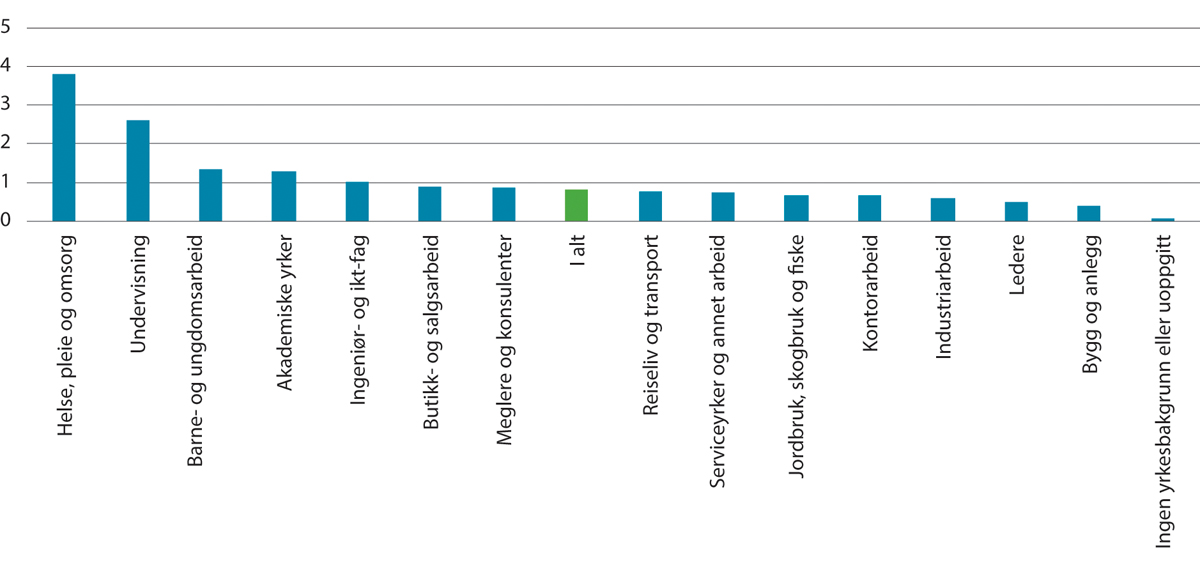 5
4
3
2
1
0
Helse, pleie og omsorg
Undervisning
Barne- og ungdomsarbeid
Akademiske yrker
Ingeniør- og ikt-fag
Butikk- og salgsarbeid
Meglere og konsulenter
I alt
Reiseliv og transport
Serviceyrker og annet arbeid
Jordbruk, skogbruk og fiske
Kontorarbeid
Industriarbeid
Ledere
Bygg og anlegg
Ingen yrkesbakgrunn eller uoppgitt